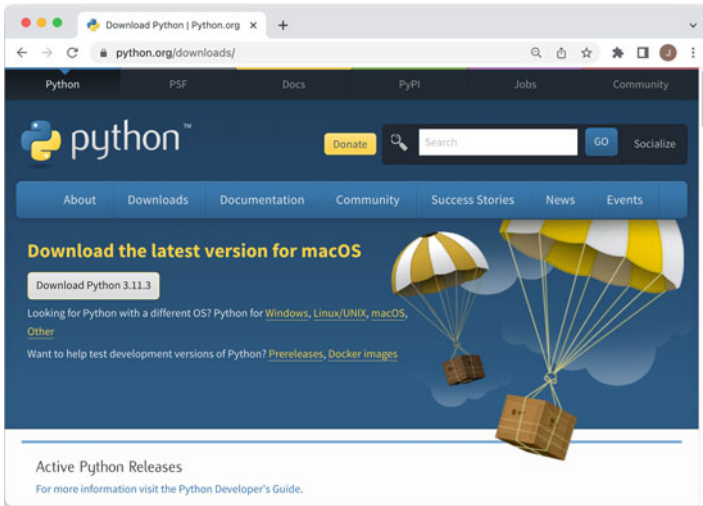 Download Python | Python.org
python.org/downloads/
J
Python PSF Docs PyPI Jobs Community
python™
Donate Search GO Socialize
About Downloads Documentation Community Success Stories News Events
Download the latest version for macOS
Download Python 3.11.3
Looking for Python with a different OS? Python for Windows, Linux/UNIX, macOS,
Other
Want to help test development versions of Python? Prereleases, Docker images
Active Python Releases
For more information visit the Python Developer's Guide.